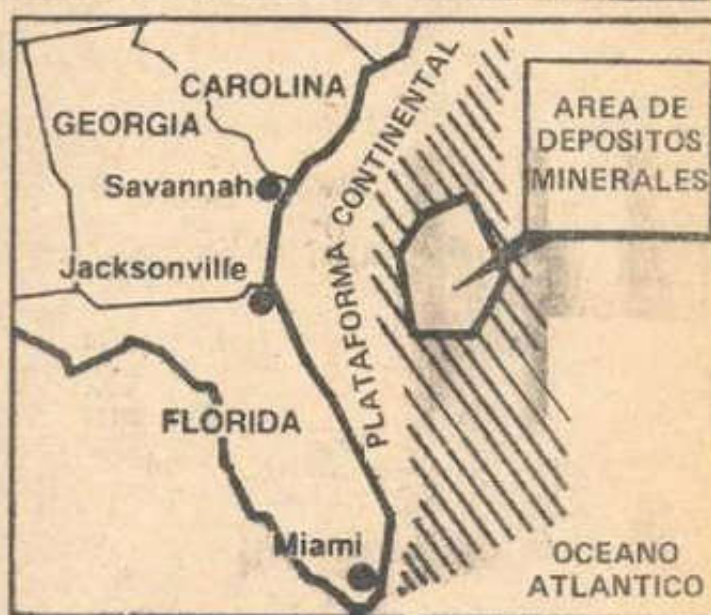 CAROLINA
GEORGIA
Savannah
Jacksonville
FLORIDA
Miami
PLATAFORMA CONTINENTAL
AREA DE
DEPOSITOS
MINERALES
OCEANO
ATLANTICO